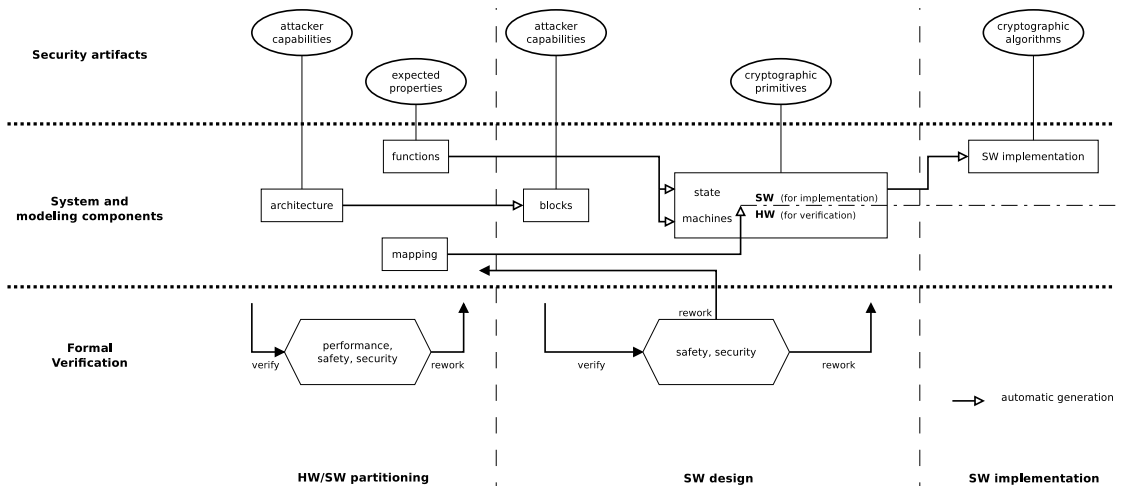 attacker
capabilities
attacker
capabilities
cryptographic
algorithms
Security artifacts
expected
properties
cryptographic
primitives
functions
SW implementation
System and
modeling components
architecture
blocks
state
machines
SW (for implementation)
HW (for verification)
mapping
rework
Formal
Verification
performance,
safety, security
verify
rework
safety, security
verify
rework
automatic generation
HW/SW partitioning
SW design
SW implementation